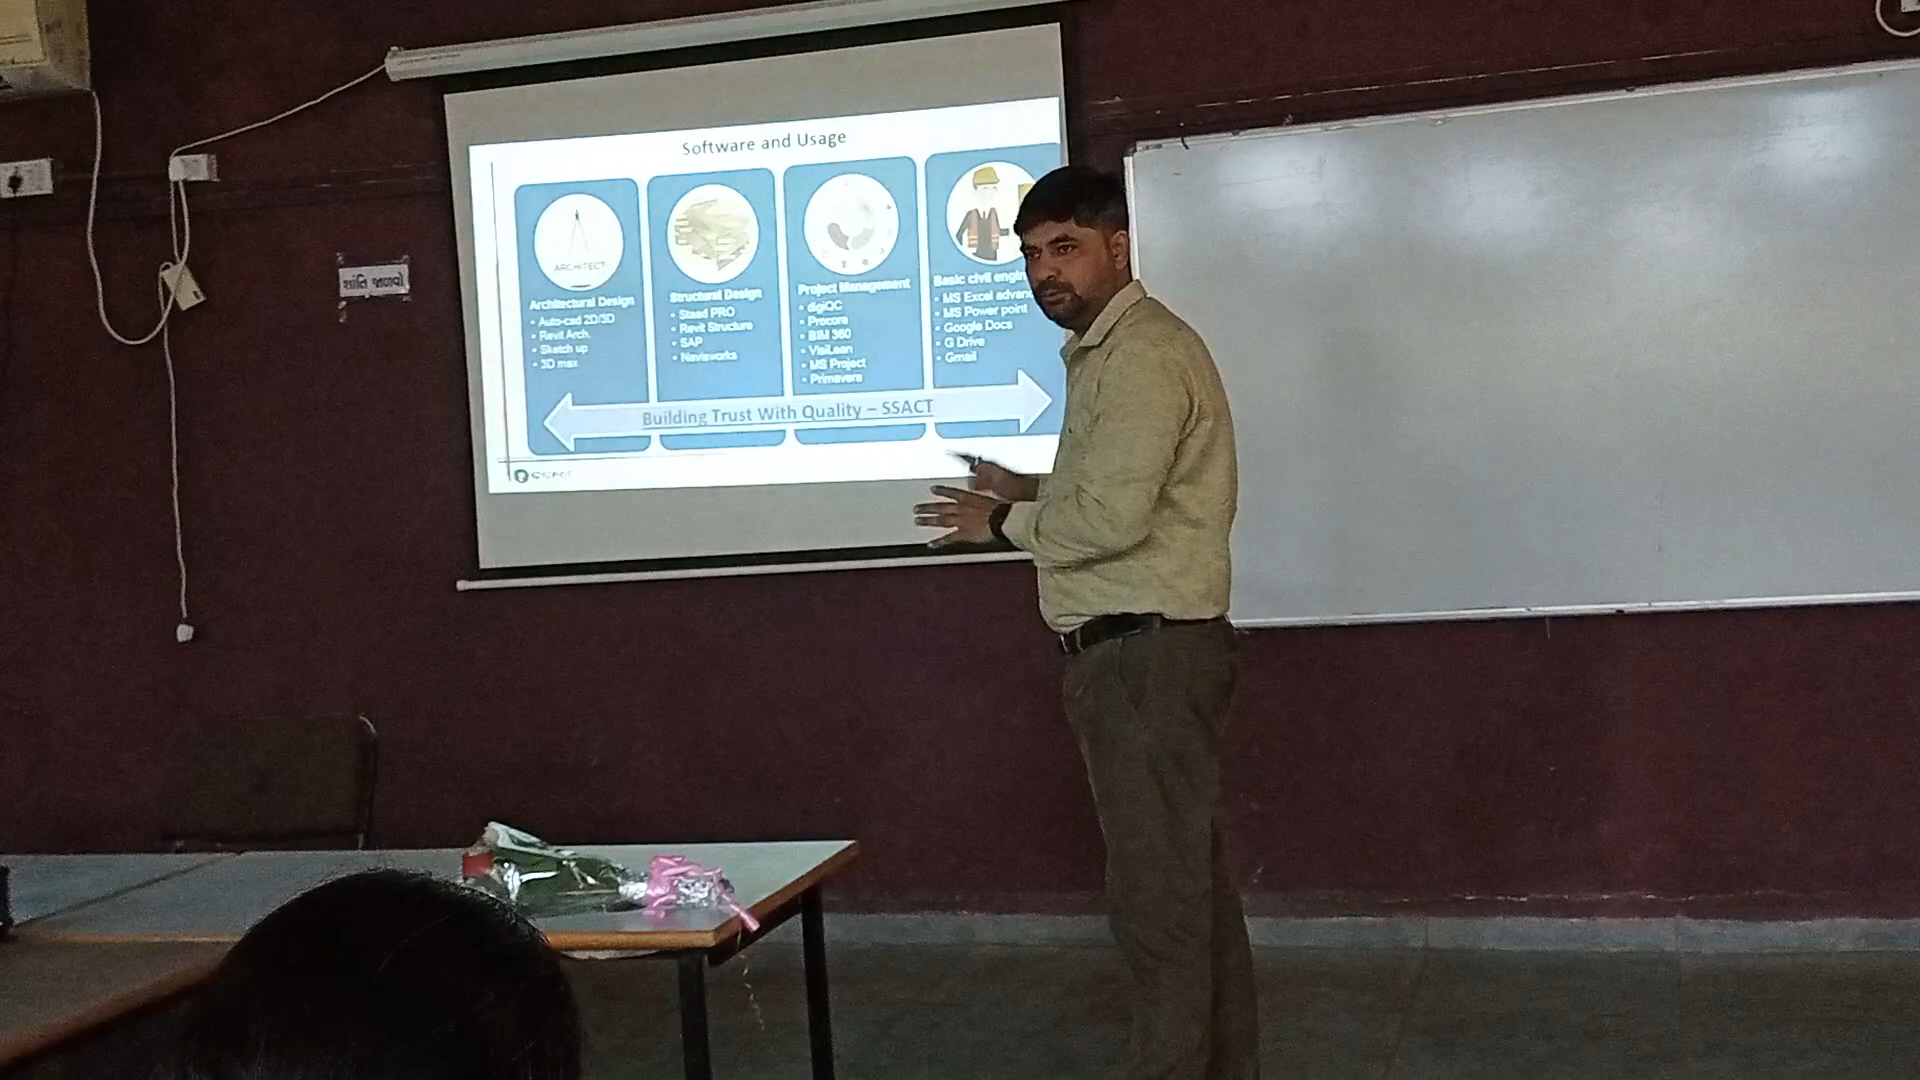 Software and Usage
ARCHITECT
Architectural Design
• Auto-cad 2D/3D
• Revit Arch.
• Sketch up
• 3D max
Structural Design
• Staad PRO
• Revit Structure
• SAP
• Navisworks
Project Management
• digiQC
• Procore
• BIM 360
• VisiLean
• MS Project
• Primavera
Basic civil engin
• MS Excel advanc
• MS Power point
• Google Docs
• G Drive
• Gmail
Building Trust With Quality – SSACT
શાંતિ જાળવો